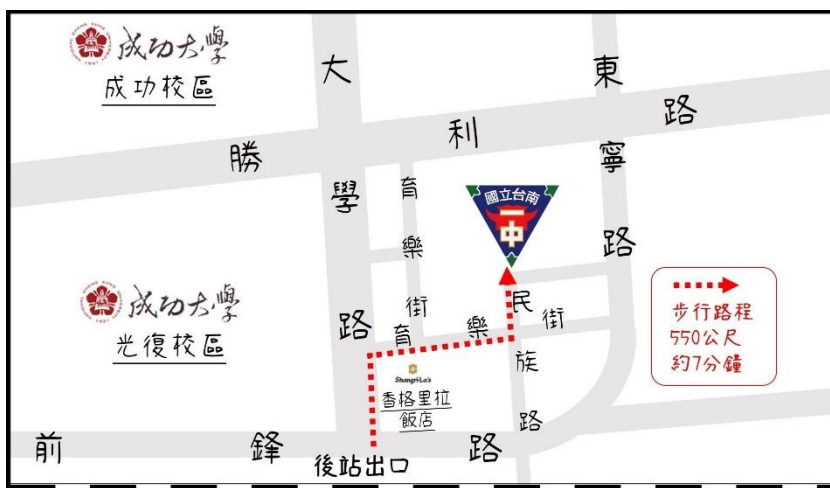 成功大學
成功校區
大學路
東寧路
勝利路
育樂街
國立台南
一中
成功大學
光復校區
育樂街
民族路
步行路程
550公尺
約7分鐘
Shangri-La's
香格里拉
飯店
前鋒路
後站出口